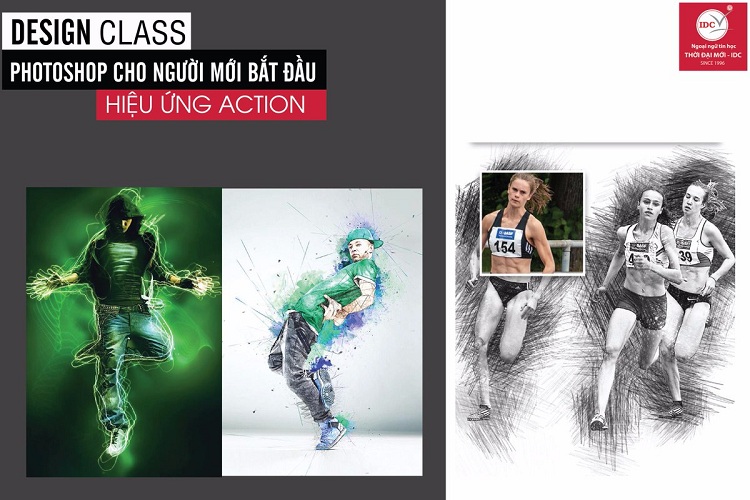 DESIGN CLASS
PHOTOSHOP CHO NGƯỜI MỚI BẮT ĐẦU
HIỆU ỨNG ACTION
IDC
Ngoại ngữ tin học
THỜI ĐẠI MỚI - IDC
SINCE 1996
154
39